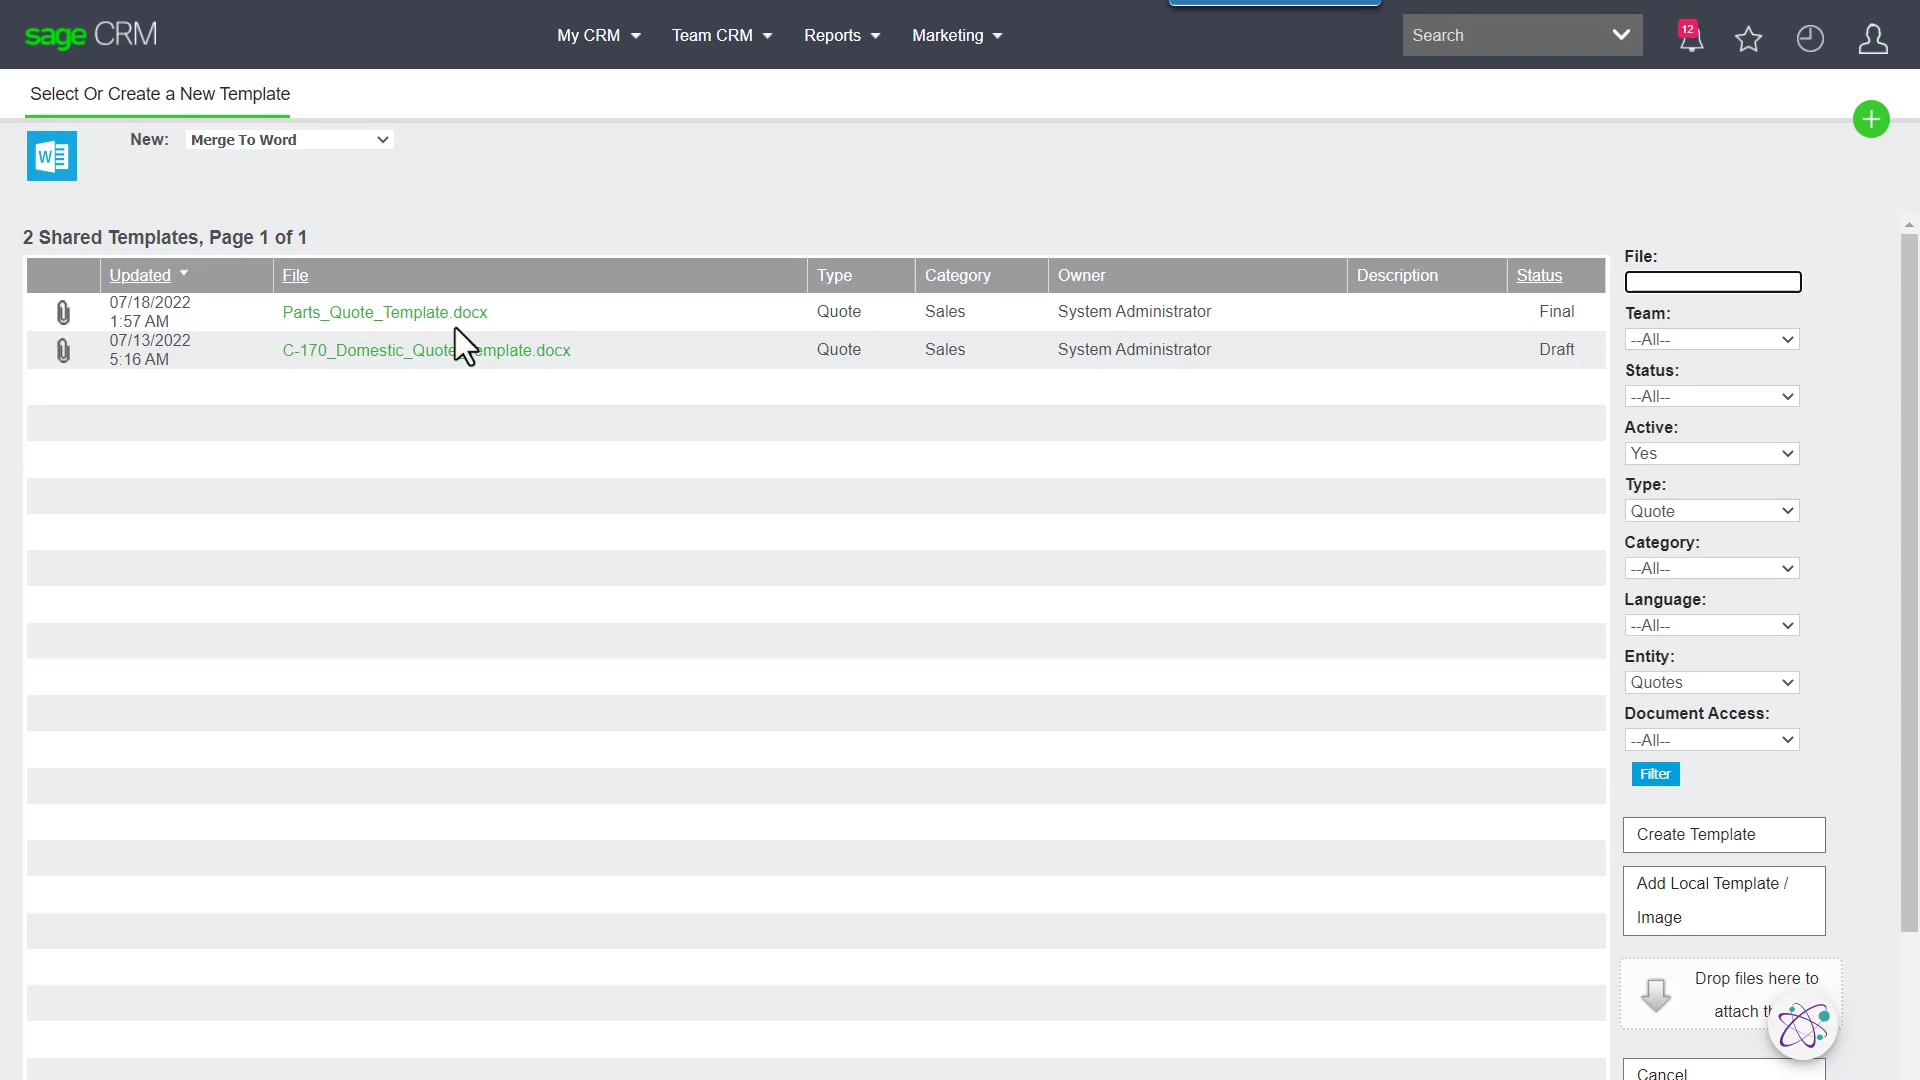 sage CRM
My CRM
Team CRM
Reports
Marketing
Search
12
Select Or Create a New Template
New: Merge To Word
W
2 Shared Templates, Page 1 of 1
Updated File Type Category Owner Description Status
07/18/2022
1:57 AM
Parts_Quote_Template.docx Quote Sales System Administrator Final
07/13/2022
5:16 AM
C-170_Domestic_Quote emplate.docx Quote Sales System Administrator Draft
File:
Team:
--All--
Status:
--All--
Active:
Yes
Type:
Quote
Category:
--All--
Language:
--All--
Entity:
Quotes
Document Access:
--All--
Filter
Create Template
Add Local Template /
Image
Drop files here to
attach
Cancel